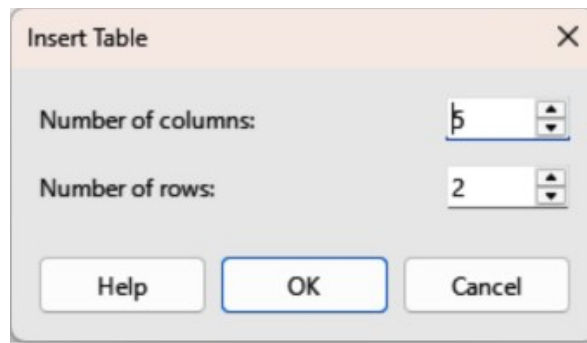 Insert Table
Number of columns: 5
Number of rows: 2
Help OK Cancel